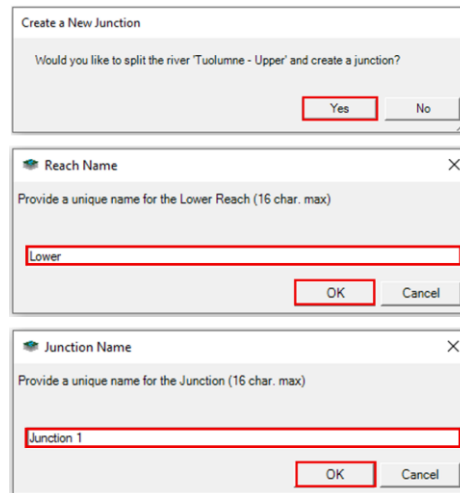 Create a New Junction
Would you like to split the river 'Tuolumne - Upper' and create a junction?
Yes No
Reach Name
Provide a unique name for the Lower Reach (16 char. max)
Lower
OK Cancel
Junction Name
Provide a unique name for the Junction (16 char. max)
Junction 1
OK Cancel